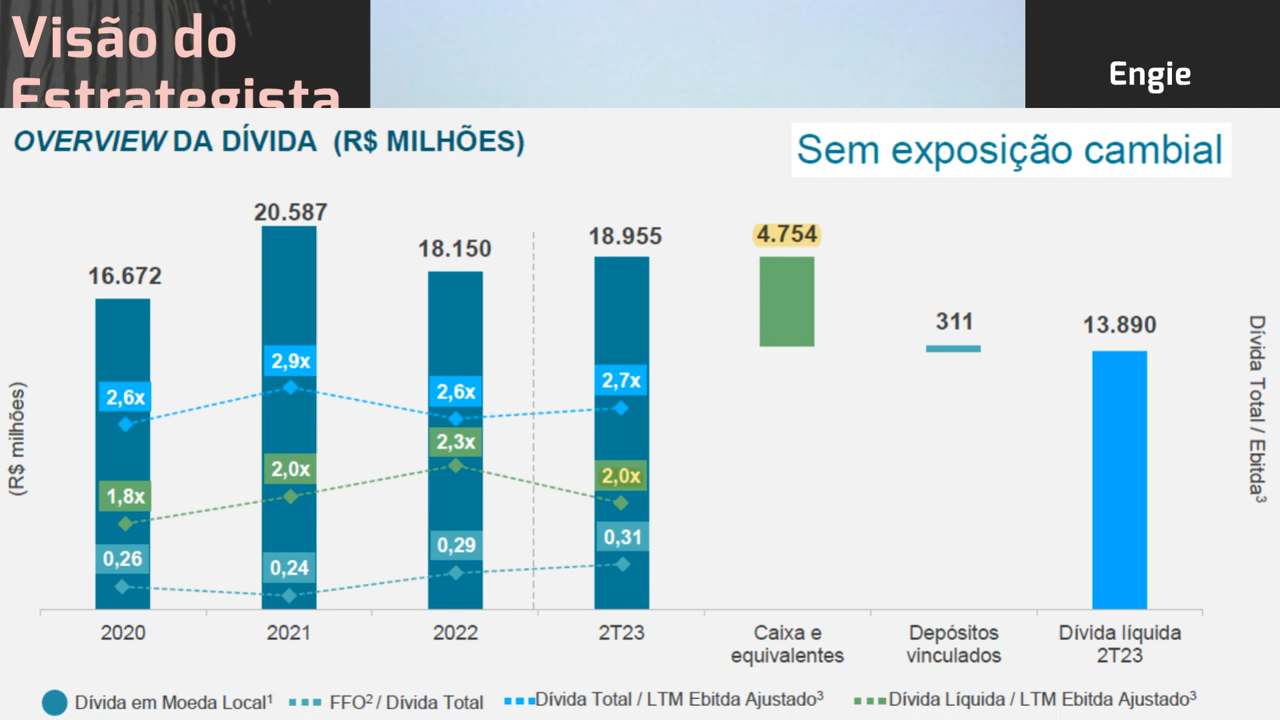 Visão do
Estrategista
Engie
OVERVIEW DA DÍVIDA (R$ MILHÕES)
Sem exposição cambial
16.672
20.587
18.150
18.955
4.754
311
13.890
2,6x
2,9x
2,6x
2,7x
1,8x
2,0x
2,3x
2,0x
0,26
0,24
0,29
0,31
(R$ milhões)
Dívida Total / Ebitda³
2020
2021
2022
2T23
Caixa e
equivalentes
Depósitos
vinculados
Dívida líquida
2T23
Dívida em Moeda Local¹
FFO² / Dívida Total
Dívida Total / LTM Ebitda Ajustado³
Dívida Líquida / LTM Ebitda Ajustado³